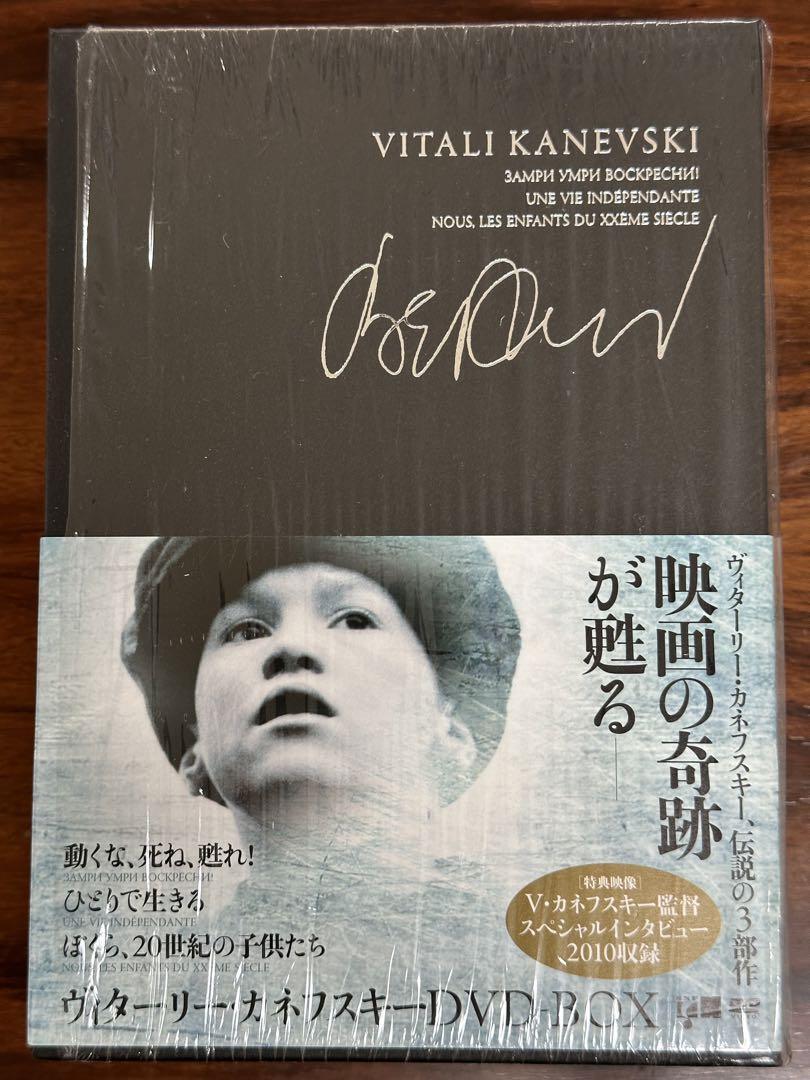 VITALI KANEVSKI
ЗАМРИ УМРИ ВОСКРЕСНИ!
UNE VIE INDÉPENDANTE
NOUS, LES ENFANTS DU XXÈME SIÈCLE
ヴィターリー・カネフスキー、伝説の3部作
映画の奇跡
が甦る——
動くな、死ね、甦れ!
ЗАМРИ УМРИ ВОСКРЕСНИ!
ひとりで生きる
UNE VIE INDÉPENDANTE
ぼくら、20世紀の子供たち
NOUS, LES ENFANTS DU XXÈME SIÈCLE
[特典映像]
V・カネフスキー監督
スペシャルインタビュー
、2010収録
ヴィターリー・カネフスキーDVD-BOX